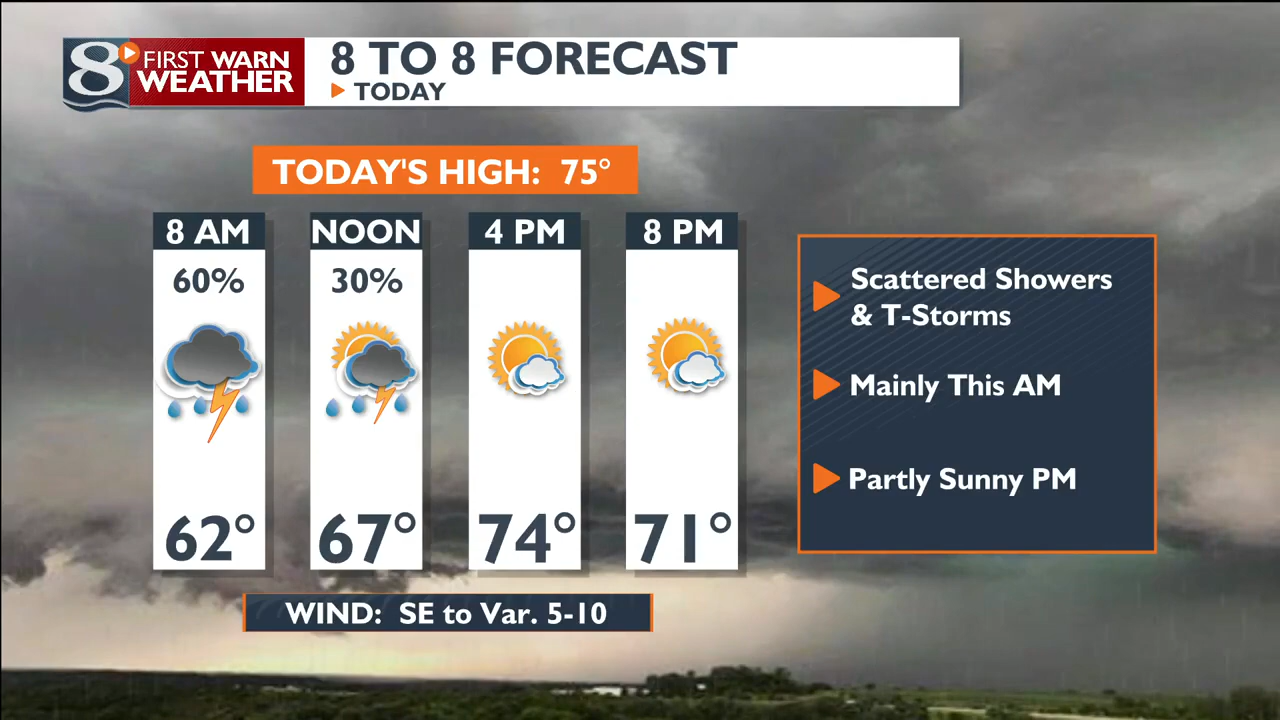 8
FIRST WARN
WEATHER
8 TO 8 FORECAST
TODAY
TODAY'S HIGH: 75°
8 AM
60%
62°
NOON
30%
67°
4 PM
74°
8 PM
71°
WIND: SE to Var. 5-10
Scattered Showers
& T-Storms
Mainly This AM
Partly Sunny PM